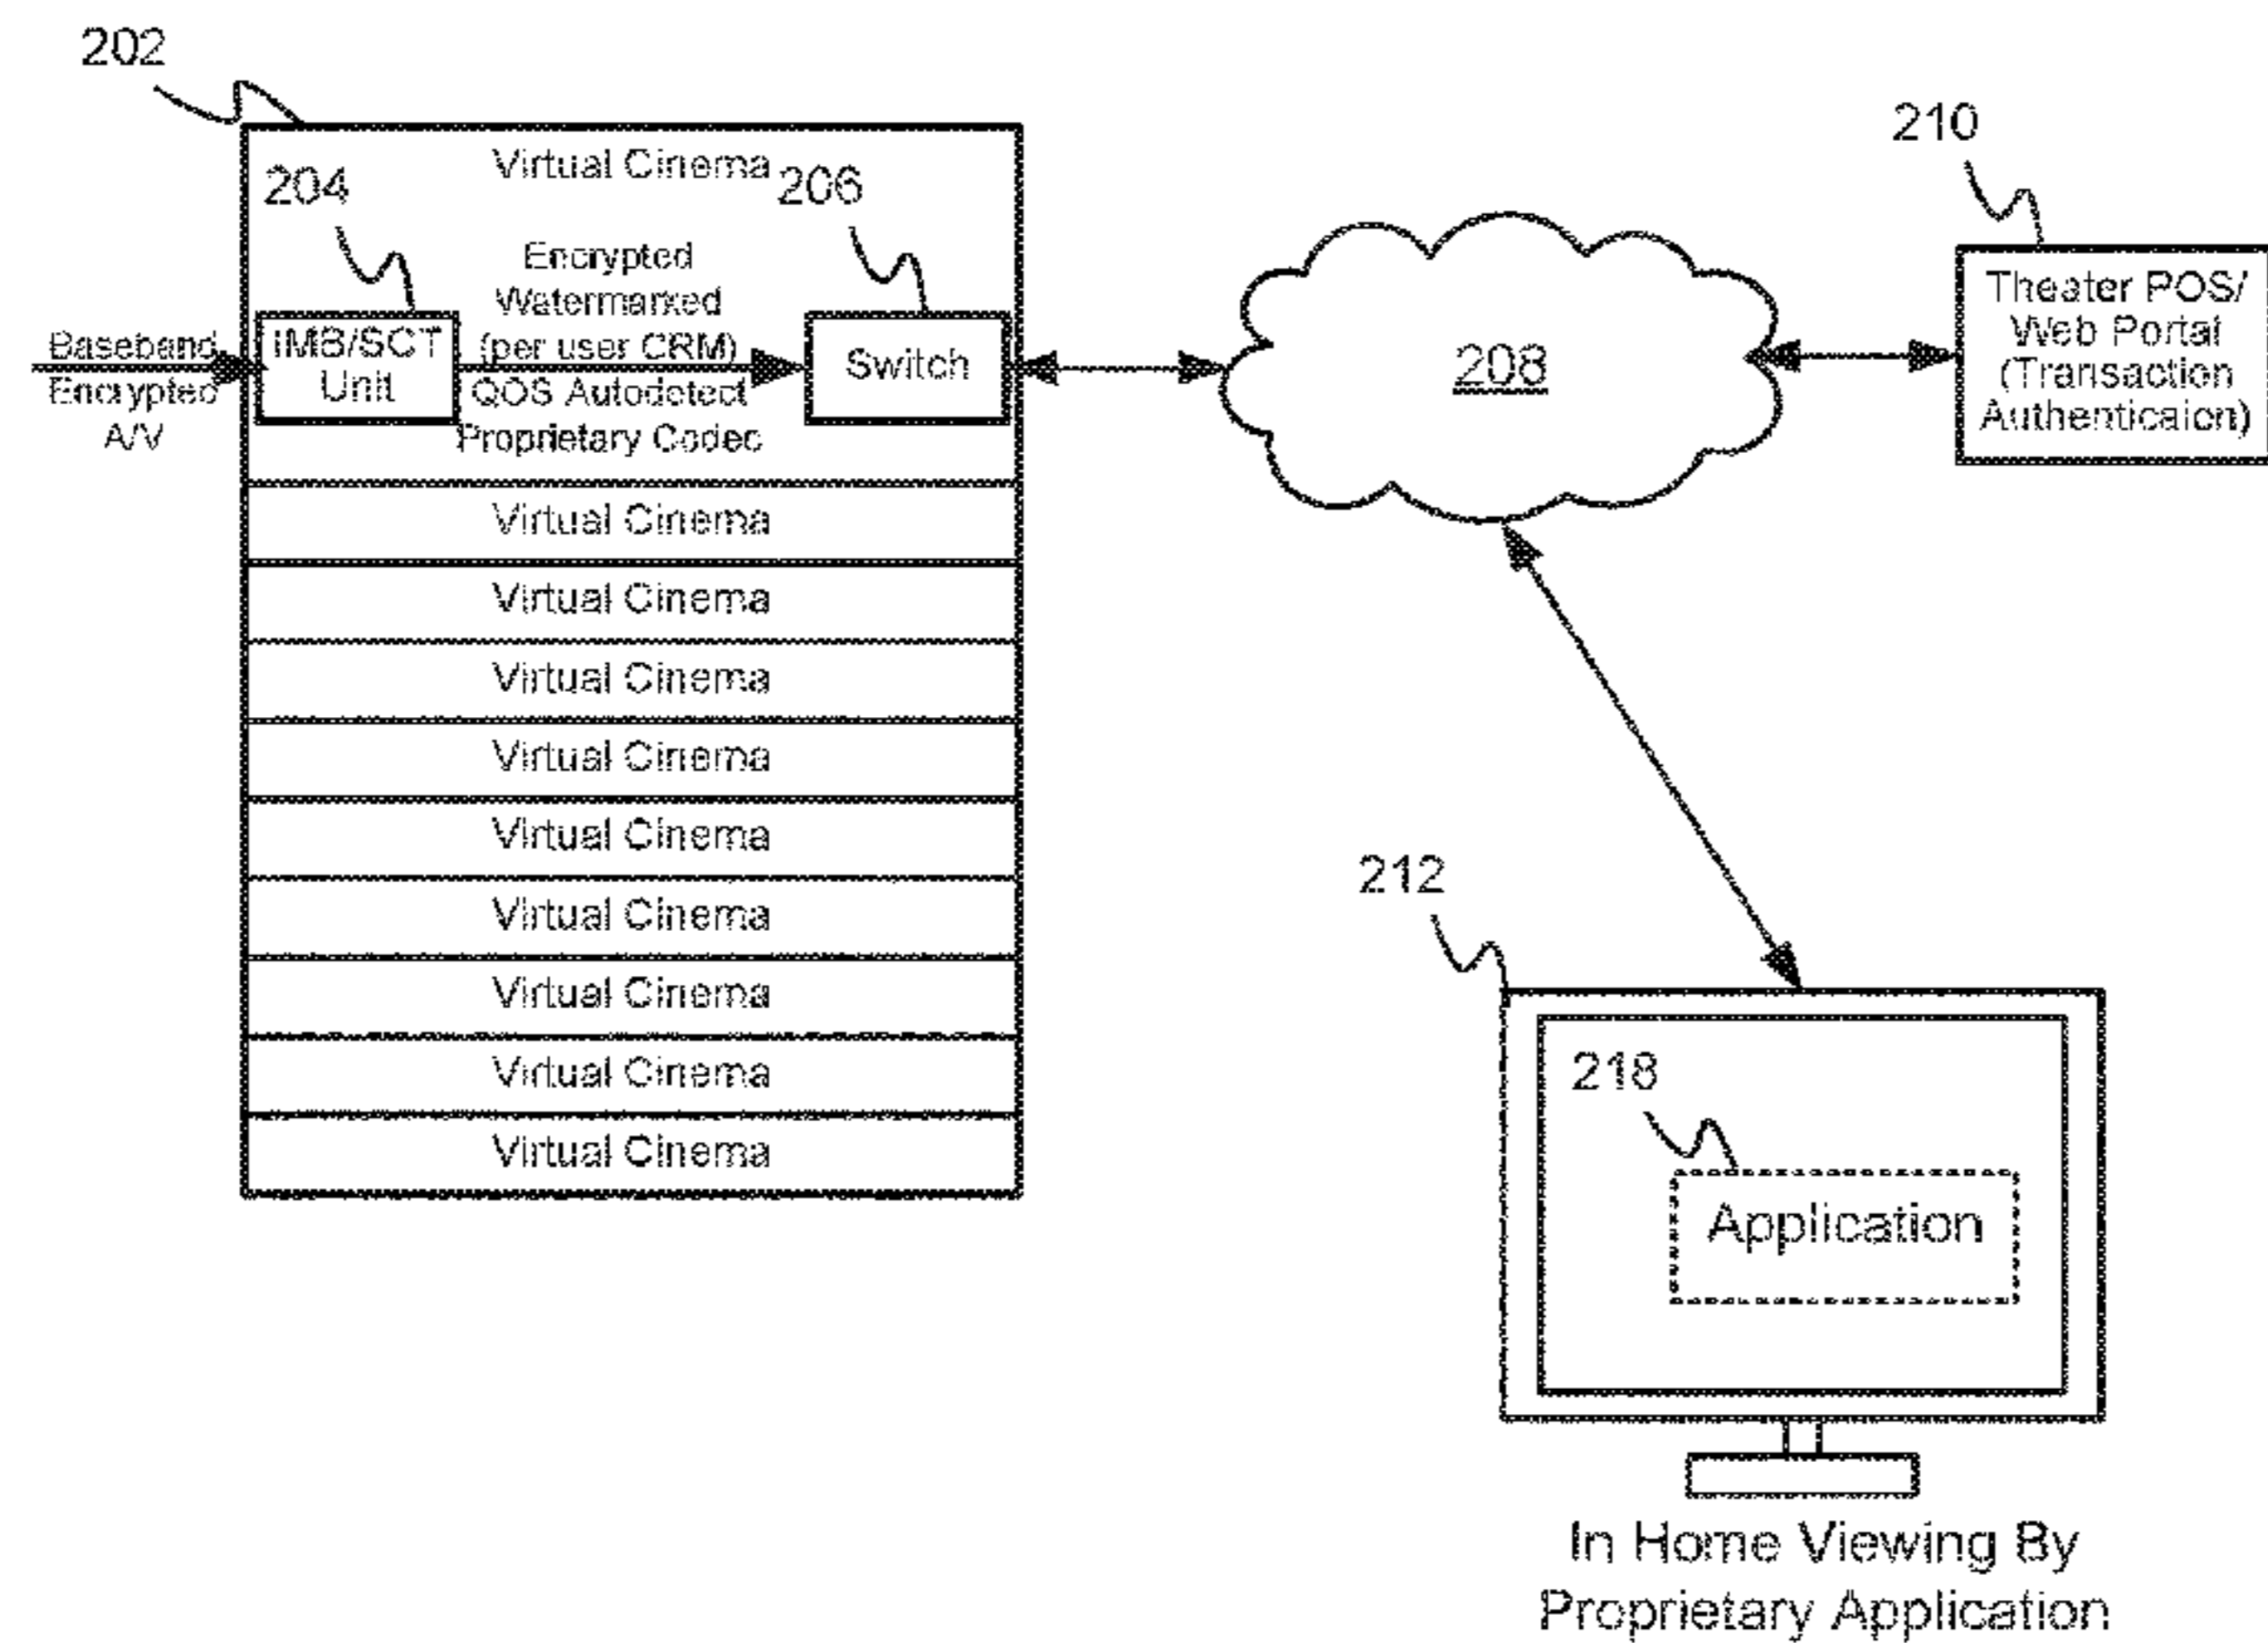 202
Virtual Cinema
204
206
Encrypted
Watermarked
(per user CRM)
QOS Autodetect
Proprietary Codec
Baseband
Encrypted
A/V
IMB/SCT
Unit
Switch
208
210
Theater POS/
Web Portal
(Transaction
Authenticaion)
Virtual Cinema
Virtual Cinema
Virtual Cinema
Virtual Cinema
Virtual Cinema
Virtual Cinema
Virtual Cinema
Virtual Cinema
Virtual Cinema
212
218
Application
In Home Viewing By
Proprietary Application